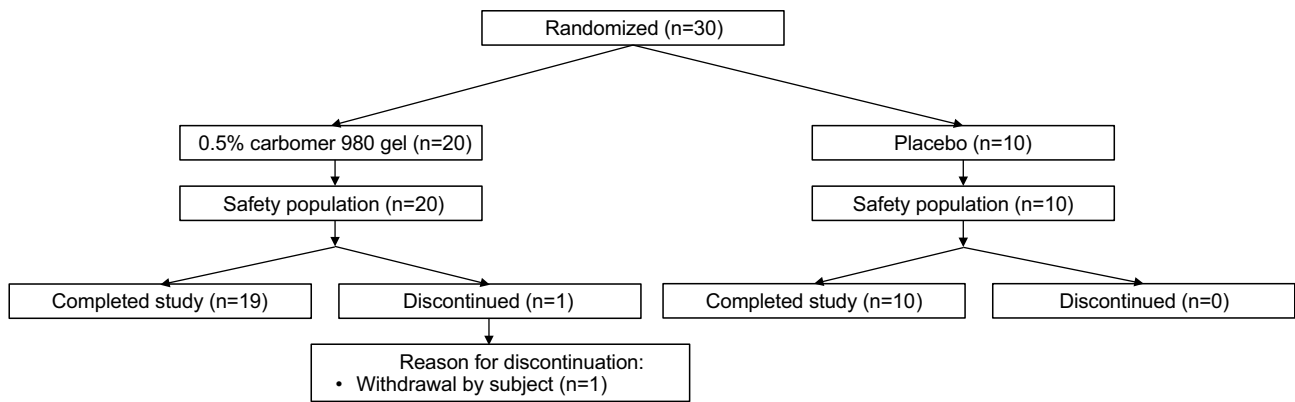 Randomized (n=30)
0.5% carbomer 980 gel (n=20)
Placebo (n=10)
Safety population (n=20)
Safety population (n=10)
Completed study (n=19)
Discontinued (n=1)
Completed study (n=10)
Discontinued (n=0)
Reason for discontinuation:
• Withdrawal by subject (n=1)